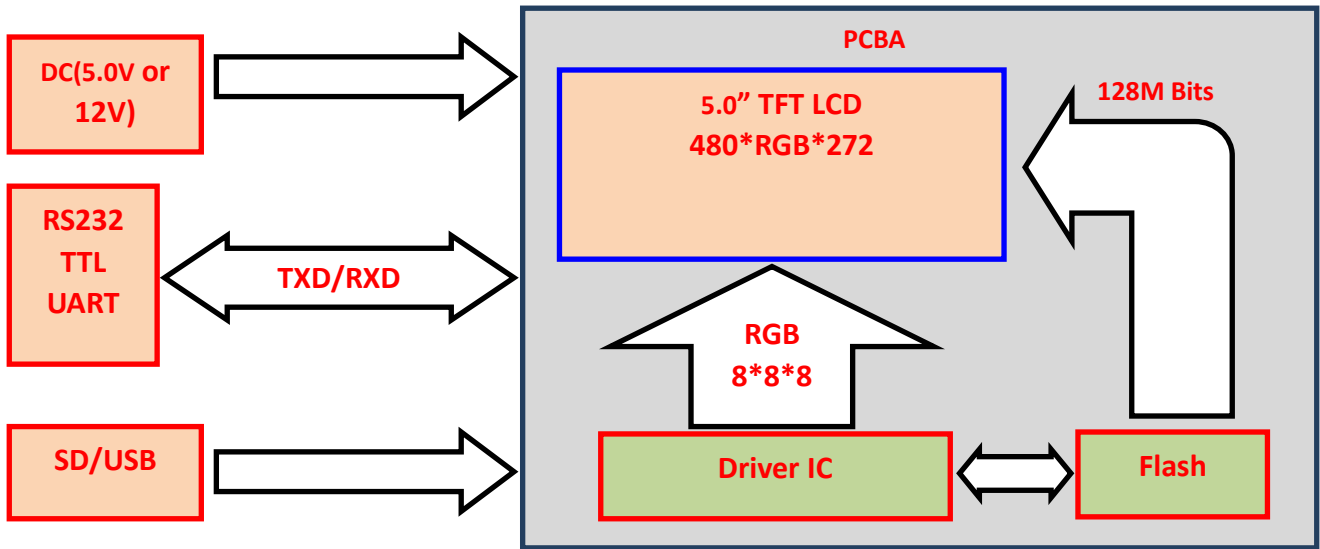 DC(5.0V or
12V)
RS232
TTL
UART
SD/USB
TXD/RXD
PCBA
5.0” TFT LCD
480*RGB*272
128M Bits
RGB
8*8*8
Driver IC
Flash